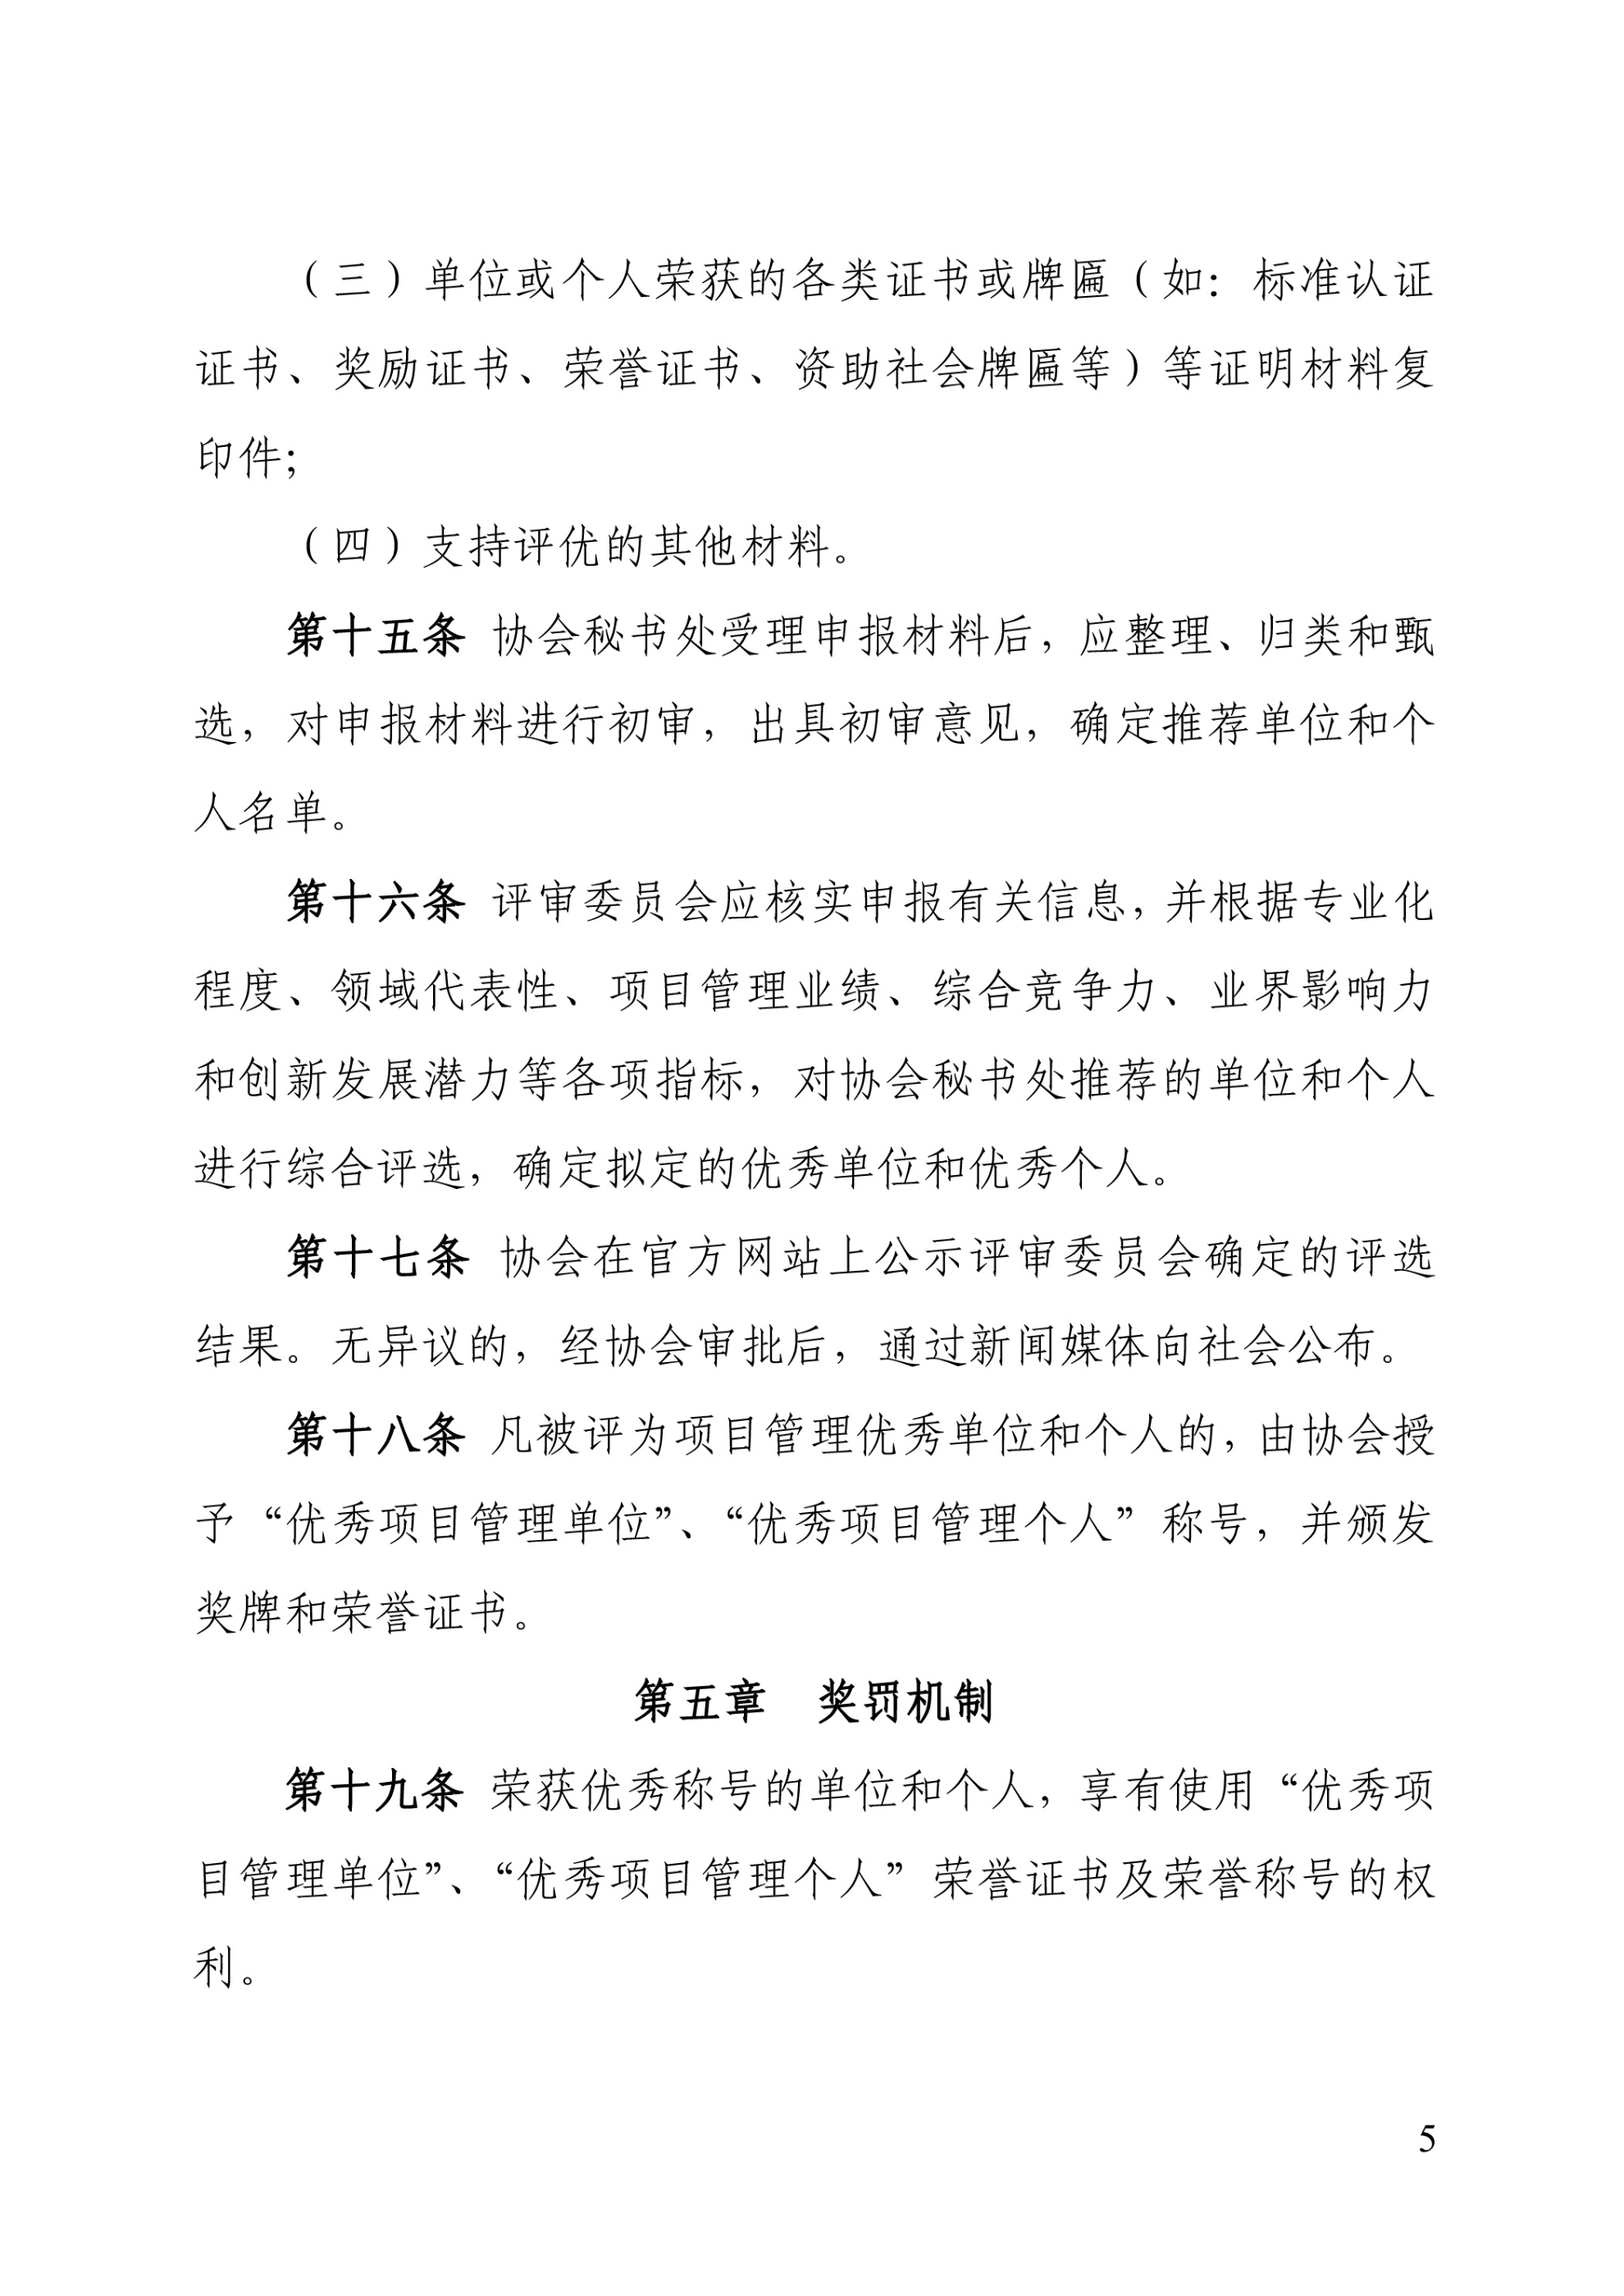 （三）单位或个人荣获的各类证书或牌匾（如：标准认证
证书、奖励证书、荣誉证书、资助社会牌匾等）等证明材料复
印件；
（四）支持评优的其他材料。
第十五条 协会秘书处受理申报材料后，应整理、归类和甄
选，对申报材料进行初审，出具初审意见，确定推荐单位和个
人名单。
第十六条 评审委员会应核实申报有关信息，并根据专业化
程度、领域代表性、项目管理业绩、综合竞争力、业界影响力
和创新发展潜力等各项指标，对协会秘书处推荐的单位和个人
进行综合评选，确定拟定的优秀单位和优秀个人。
第十七条 协会在官方网站上公示评审委员会确定的评选
结果。无异议的，经协会审批后，通过新闻媒体向社会公布。
第十八条 凡被评为项目管理优秀单位和个人的，由协会授
予“优秀项目管理单位”、“优秀项目管理个人”称号，并颁发
奖牌和荣誉证书。
第五章 奖罚机制
第十九条 荣获优秀称号的单位和个人，享有使用“优秀项
目管理单位”、“优秀项目管理个人”荣誉证书及荣誉称号的权
利。
5